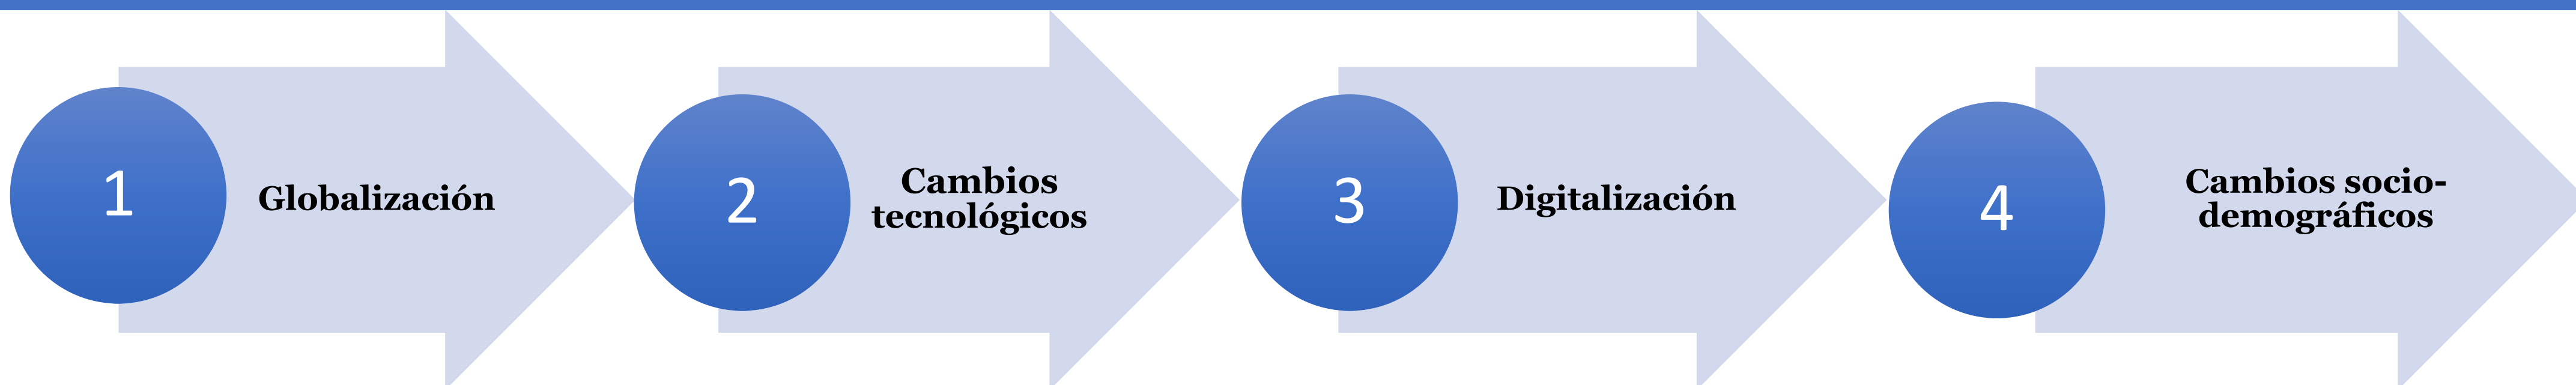 1
Globalización
2
Cambios
tecnológicos
3
Digitalización
4
Cambios socio-
demográficos